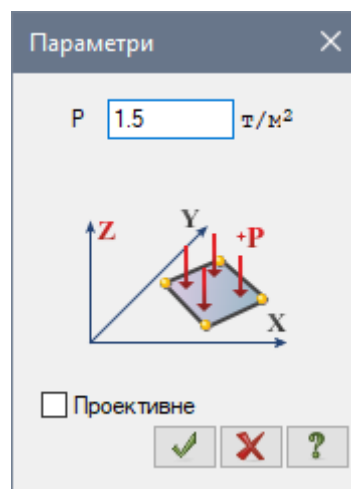 Параметри
P 1.5 т/м²
Z
Y
+P
X
Проективне
?